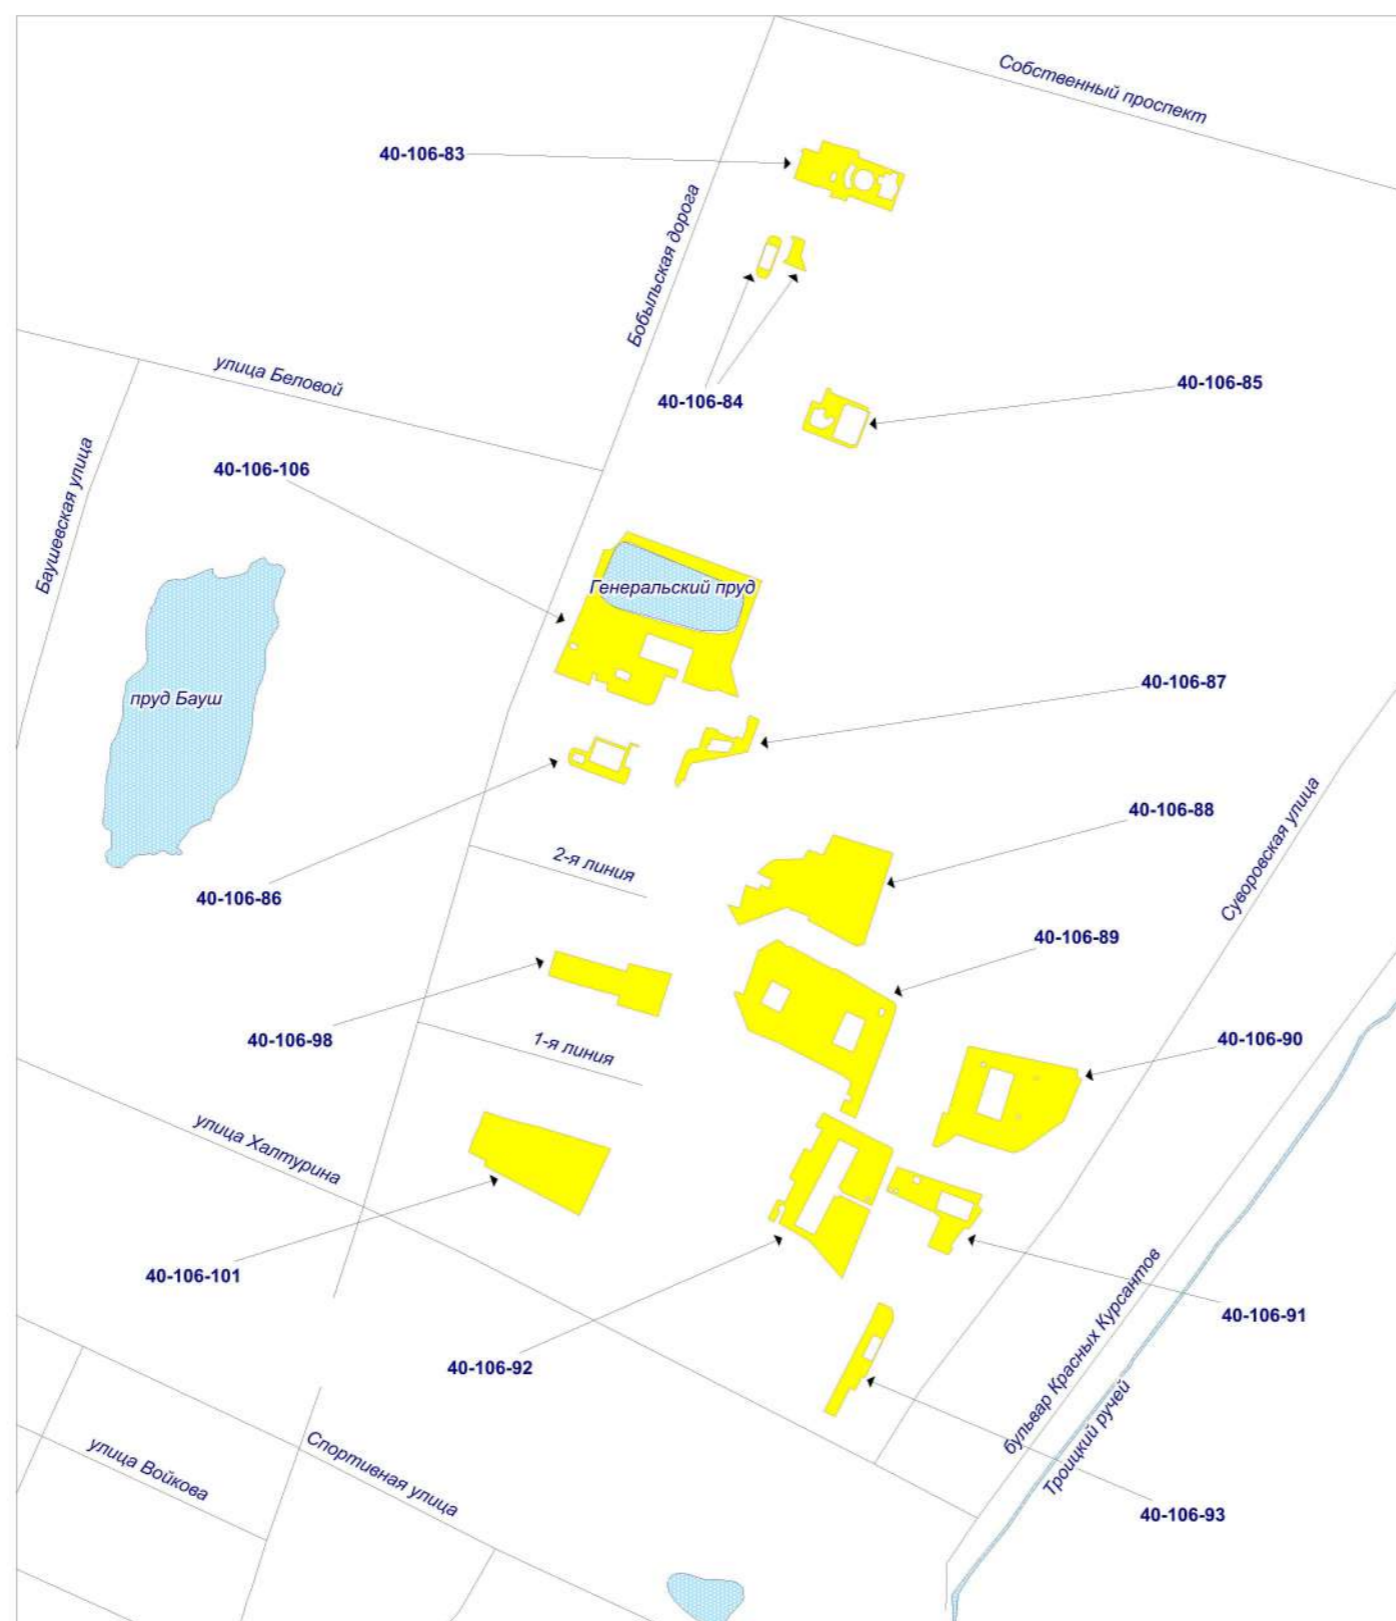 Собственный проспект
40-106-83
Бобыльская дорога
улица Беловой
40-106-84
40-106-85
Баушевская улица
40-106-106
Генеральский пруд
пруд Бауш
40-106-87
Суворовская улица
40-106-88
2-я линия
40-106-86
40-106-89
40-106-98
1-я линия
40-106-90
улица Халтурина
40-106-101
40-106-91
40-106-92
бульвар Красных Курсантов
Троицкий ручей
Спортивная улица
улица Войкова
40-106-93